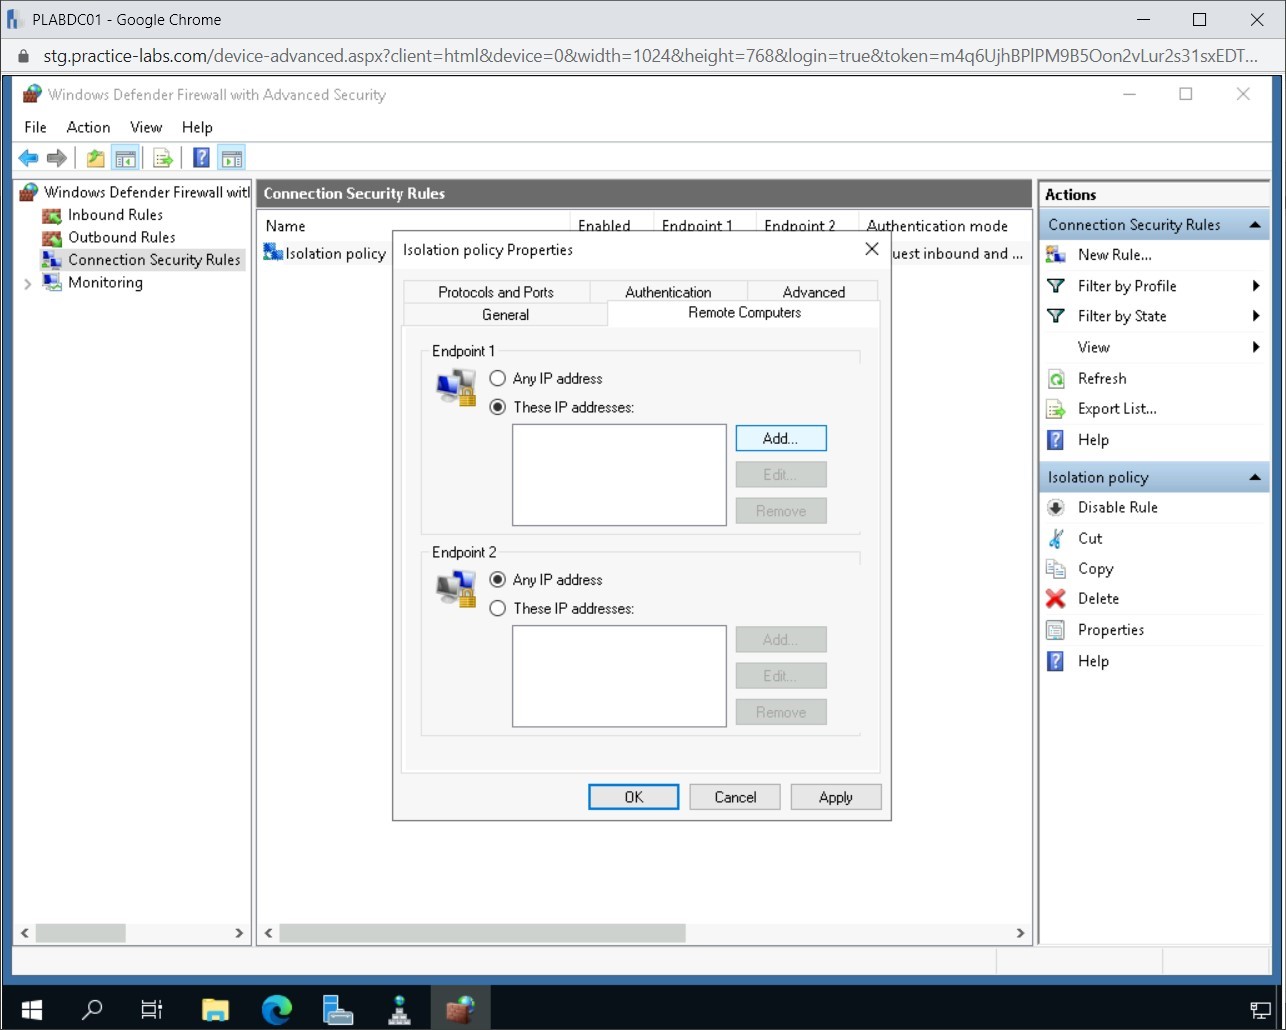 PLABDC01 - Google Chrome
stg.practice-labs.com/device-advanced.aspx?client=html&device=0&width=1024&height=768&login=true&token=m4q6UjhBPlPM9B5Oon2vLur2s31sxEDT...
Windows Defender Firewall with Advanced Security
File Action View Help
Windows Defender Firewall witl
Inbound Rules
Outbound Rules
Connection Security Rules
Monitoring
Connection Security Rules
Name Enabled Endpoint 1 Endpoint 2 Authentication mode
Isolation policy uest inbound and ...
Isolation policy Properties
Protocols and Ports Authentication Advanced
General Remote Computers
Endpoint 1
Any IP address
These IP addresses:
Add...
Edit...
Remove
Endpoint 2
Any IP address
These IP addresses:
Add...
Edit...
Remove
OK Cancel Apply
Actions
Connection Security Rules
New Rule...
Filter by Profile
Filter by State
View
Refresh
Export List...
Help
Isolation policy
Disable Rule
Cut
Copy
Delete
Properties
Help